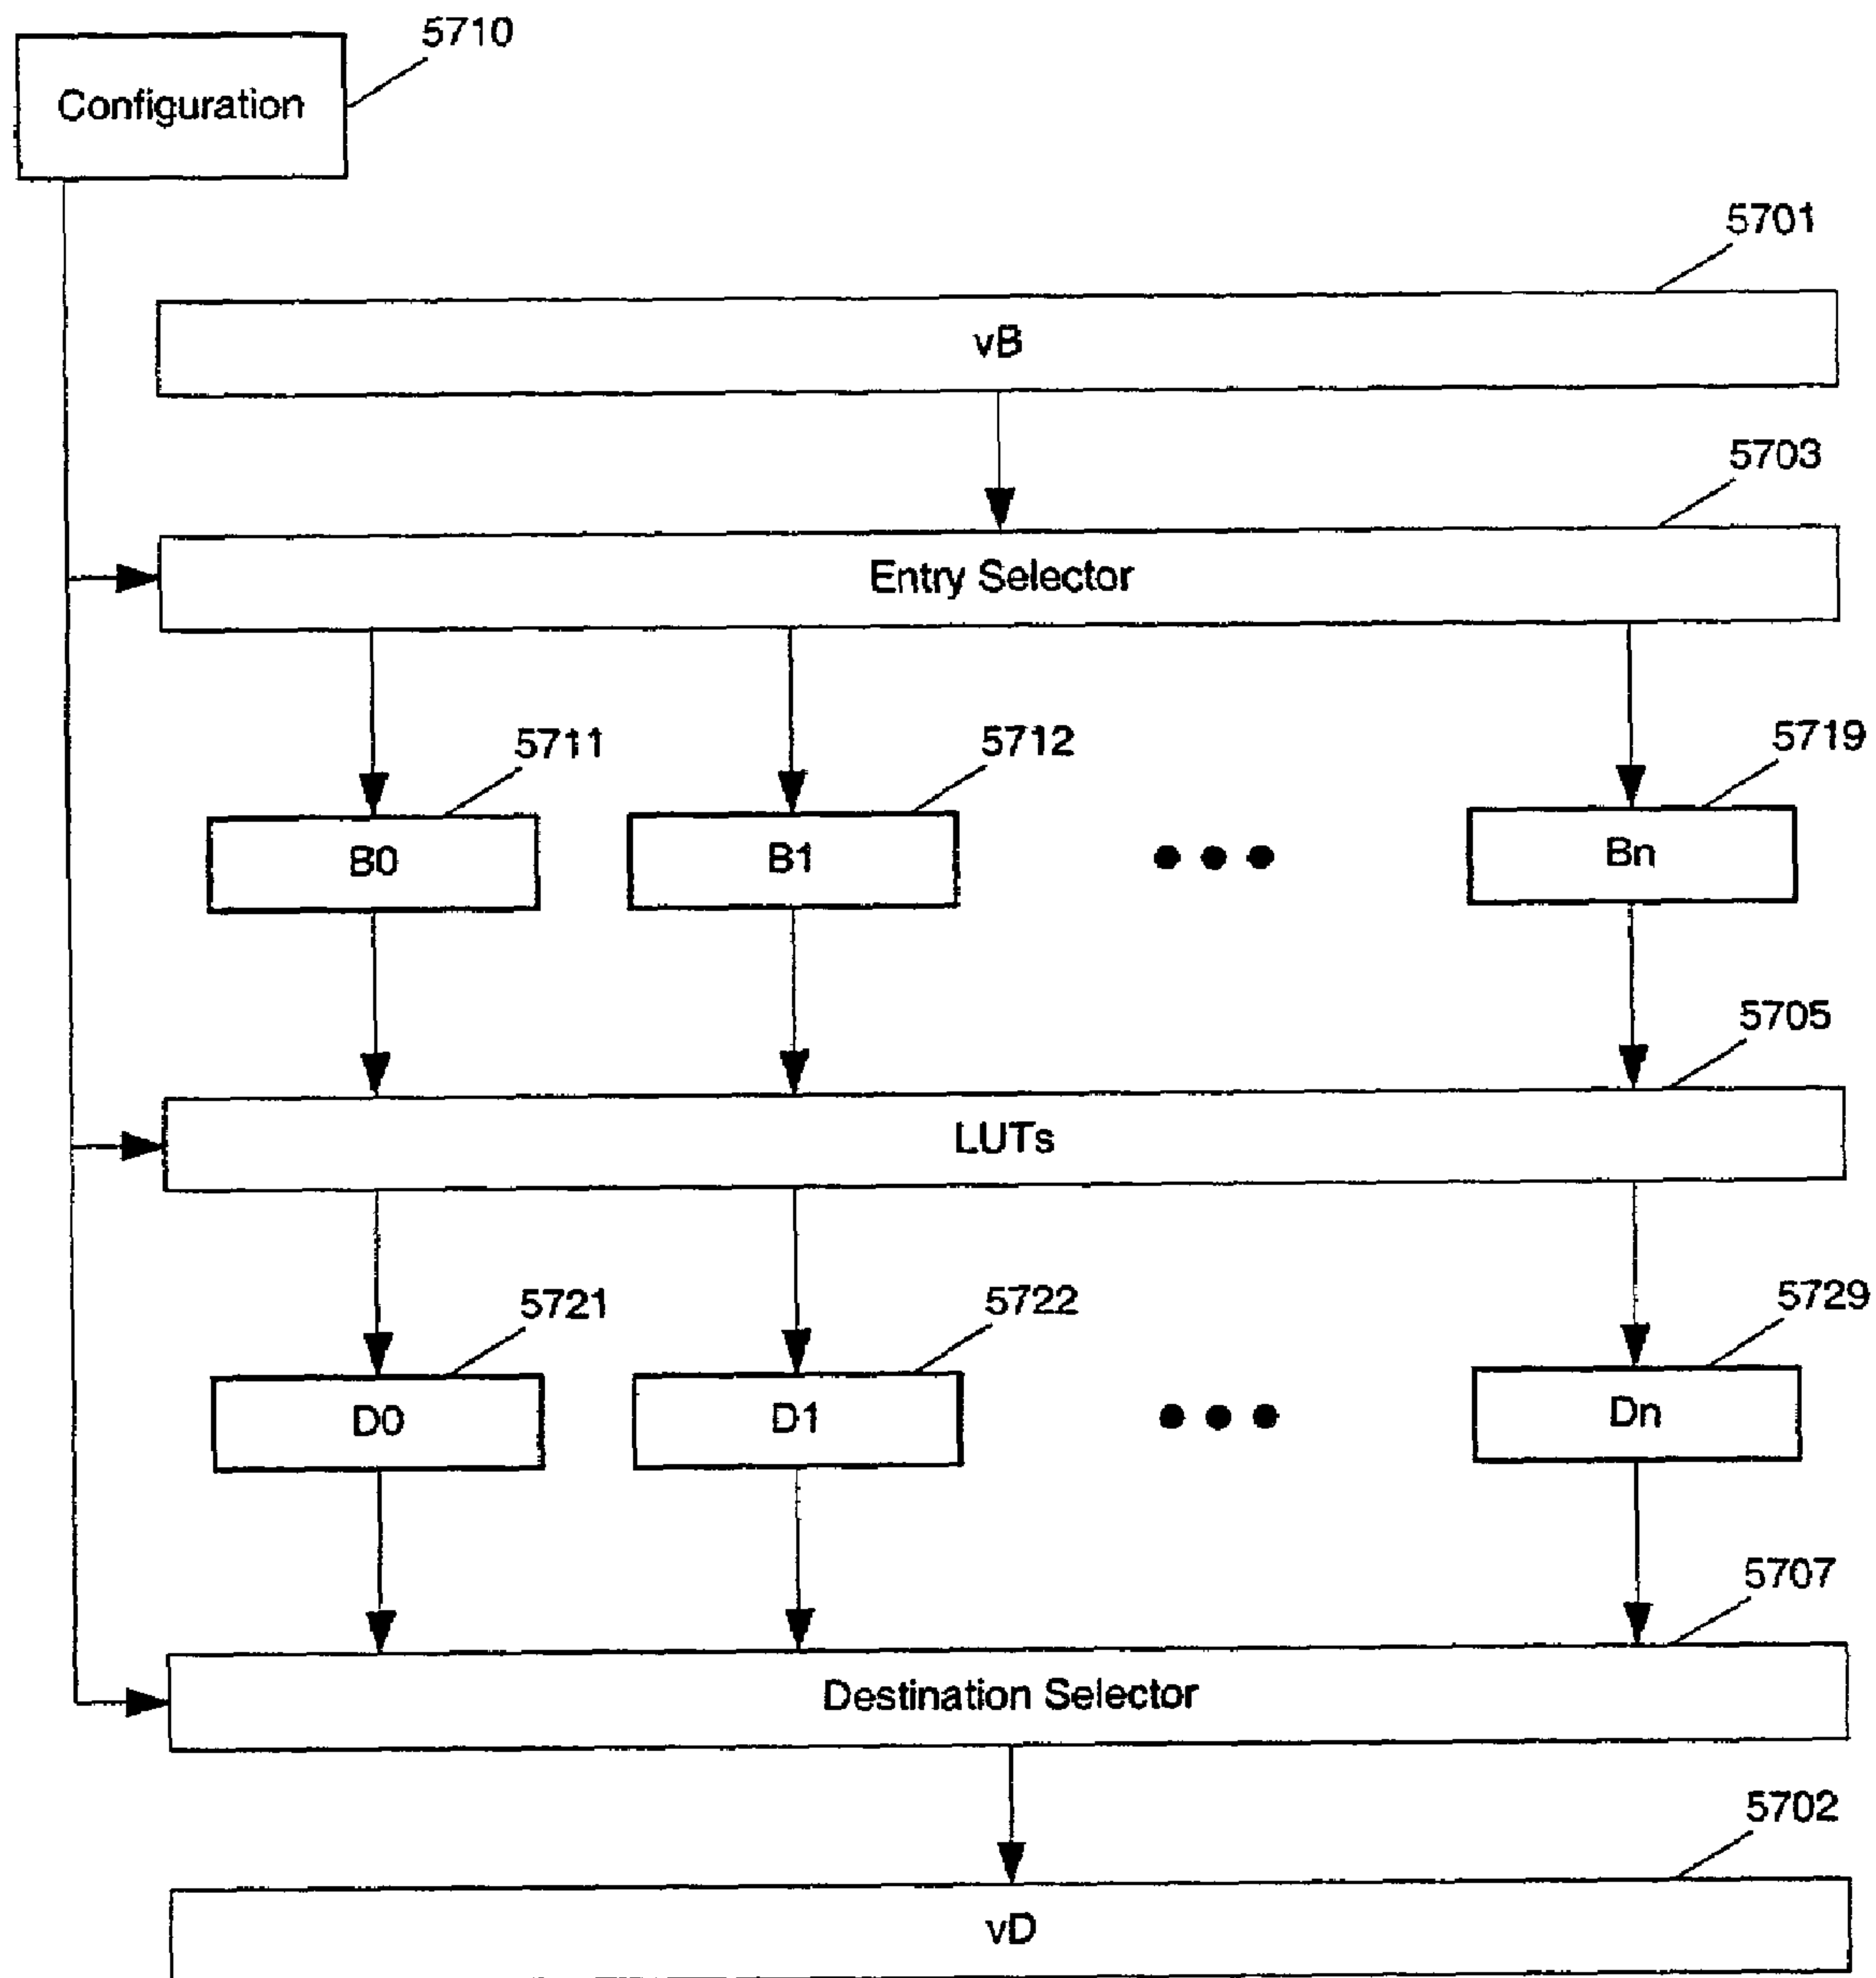 5710
Configuration
5701
vB
5703
Entry Selector
5711 5712 5719
B0 B1 Bn
5705
LUTs
5721 5722 5729
D0 D1 Dn
5707
Destination Selector
5702
vD